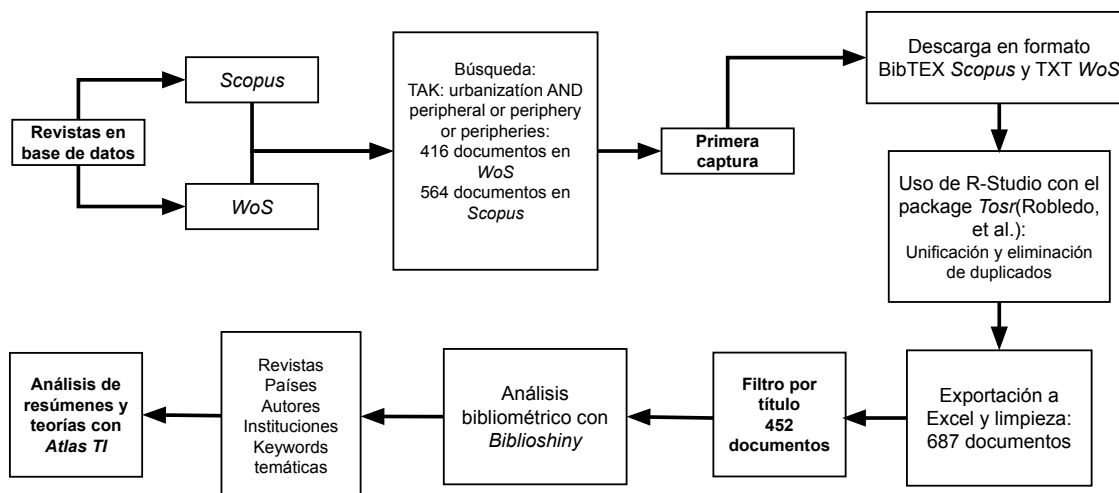 Revistas en
base de datos
Scopus
WoS
Búsqueda:
TAK: urbanizatíon AND
peripheral or periphery
or peripheries:
416 documentos en
WoS
564 documentos en
Scopus
Primera
captura
Descarga en formato
BibTEX Scopus y TXT WoS
Uso de R-Studio con el
package Tosr(Robledo,
et al.):
Unificación y eliminación
de duplicados
Exportación a
Excel y limpieza:
687 documentos
Filtro por
título
452
documentos
Análisis
bibliométrico con
Biblioshiny
Revistas
Países
Autores
Instituciones
Keywords
temáticas
Análisis de
resúmenes y
teorías con
Atlas TI